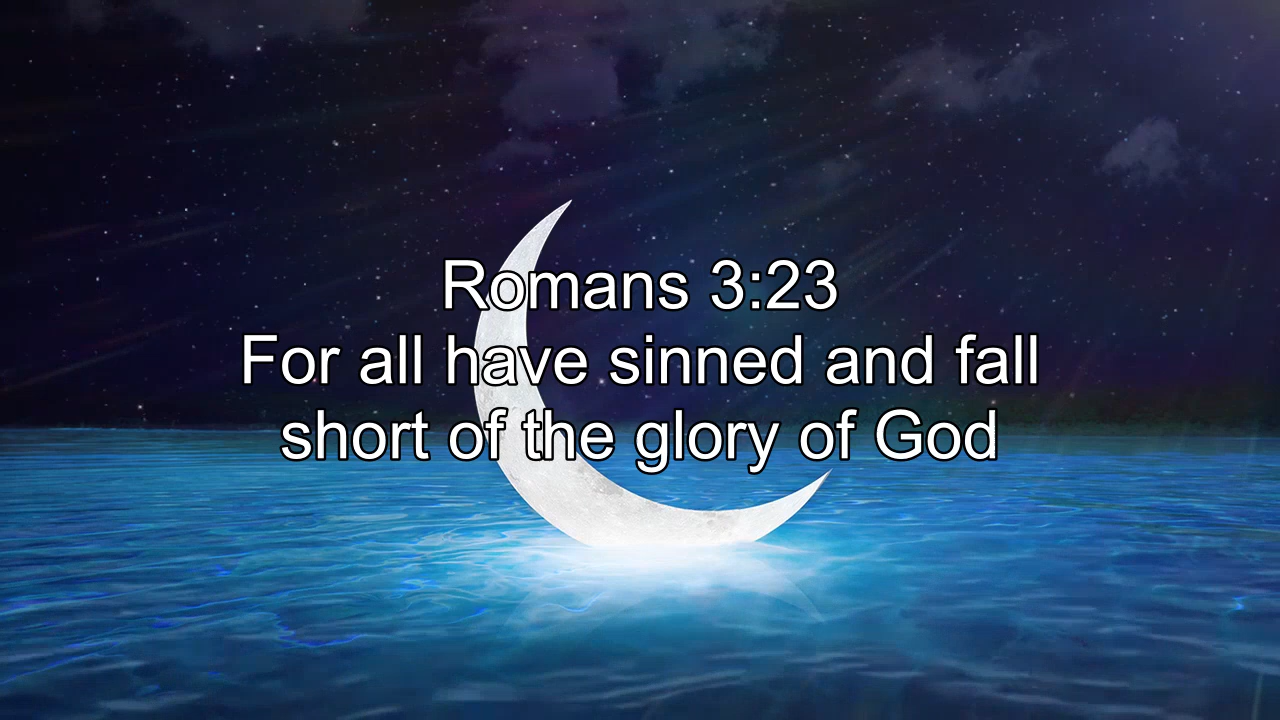 Romans 3:23
For all have sinned and fall
short of the glory of God